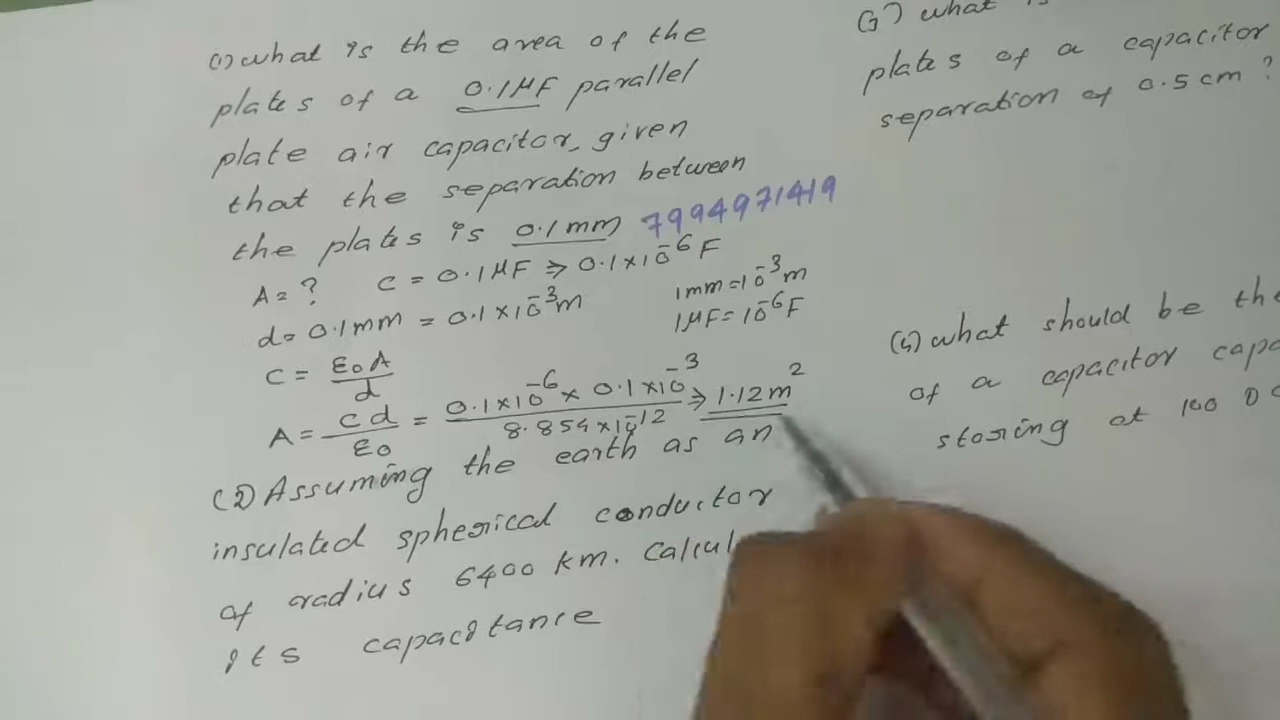 (1) what is the area of the
plates of a 0.1μF parallel
plate air capacitor, given
that the separation between
the plates is 0.1mm 7994971419
A = ? C = 0.1μF ⇒ 0.1×10⁻⁶F
d = 0.1mm = 0.1×10⁻³m
1mm = 10⁻³m
1μF = 10⁻⁶F
C = ε₀A/d
A = cd/ε₀ = 0.1×10⁻⁶ × 0.1×10⁻³ / 8.854×10⁻¹² ⇒ 1.12m²
(2) Assuming the earth as an
insulated spherical conductor
of radius 6400 km. calcul
its capacitance
(3) what
plates of a capacitor
separation of 0.5cm?
what should be the
of a capacitor capa
storing at 100